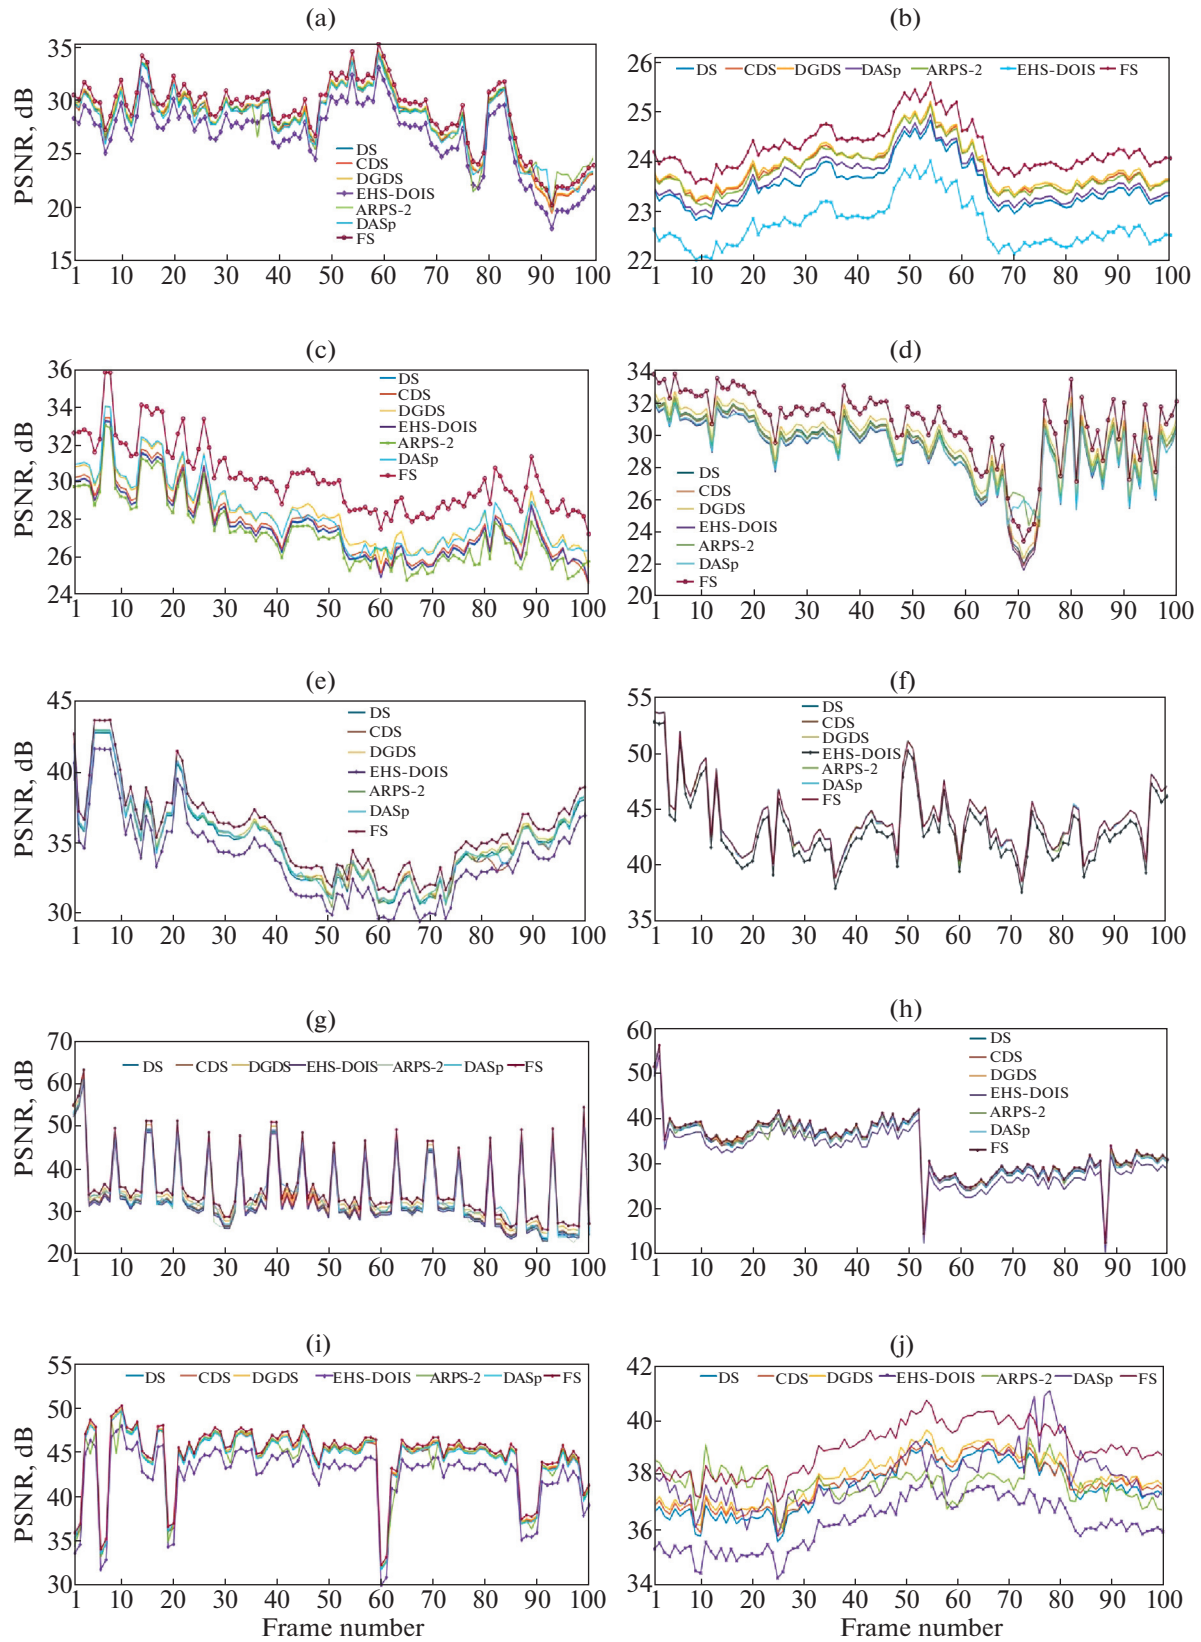 (a)
PSNR, dB
35
30
25
20
15
DS
CDS
DGDS
EHS-DOIS
ARPS-2
DASp
FS
1 10 20 30 40 50 60 70 80 90 100
(b)
26
25
24
23
22
DS CDS DGDS DASp ARPS-2 EHS-DOIS FS
1 10 20 30 40 50 60 70 80 90 100
(c)
PSNR, dB
36
34
32
30
28
26
24
DS
CDS
DGDS
EHS-DOIS
ARPS-2
DASp
FS
1 10 20 30 40 50 60 70 80 90 100
(d)
34
32
30
28
26
24
22
20
DS
CDS
DGDS
EHS-DOIS
ARPS-2
DASp
FS
1 10 20 30 40 50 60 70 80 90 100
(e)
PSNR, dB
45
40
35
30
DS
CDS
DGDS
EHS-DOIS
ARPS-2
DASp
FS
1 10 20 30 40 50 60 70 80 90 100
(f)
55
50
45
40
35
DS
CDS
DGDS
EHS-DOIS
ARPS-2
DASp
FS
1 10 20 30 40 50 60 70 80 90 100
(g)
PSNR, dB
70
60
50
40
30
20
DS CDS DGDS EHS-DOIS ARPS-2 DASp FS
1 10 20 30 40 50 60 70 80 90 100
(h)
60
50
40
30
20
10
DS
CDS
DGDS
EHS-DOIS
ARPS-2
DASp
FS
1 10 20 30 40 50 60 70 80 90 100
(i)
PSNR, dB
55
50
45
40
35
30
DS CDS DGDS EHS-DOIS ARPS-2 DASp FS
1 10 20 30 40 50 60 70 80 90 100
Frame number
(j)
42
40
38
36
34
DS CDS DGDS EHS-DOIS ARPS-2 DASp FS
1 10 20 30 40 50 60 70 80 90 100
Frame number